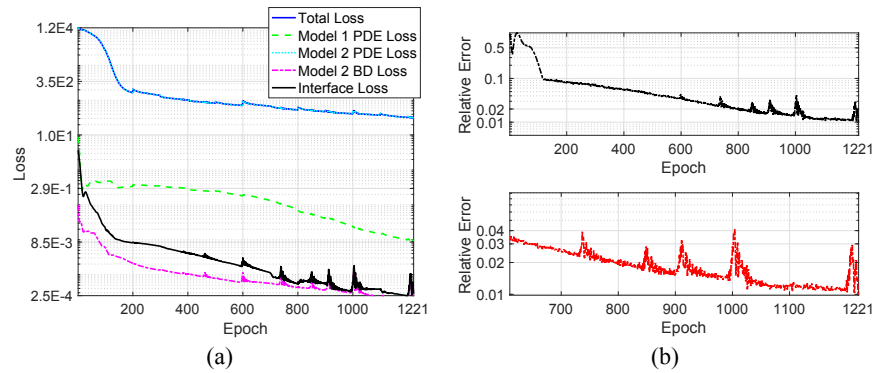 1.2E4
3.5E2
1.0E1
2.9E-1
8.5E-3
2.5E-4
Loss
200 400 600 800 1000 1221
Epoch
Total Loss
Model 1 PDE Loss
Model 2 PDE Loss
Model 2 BD Loss
Interface Loss
(a)
Relative Error
0.5
0.1
0.02
0.01
200 400 600 800 1000 1221
Epoch
Relative Error
0.04
0.03
0.02
0.01
700 800 900 1000 1100 1221
Epoch
(b)